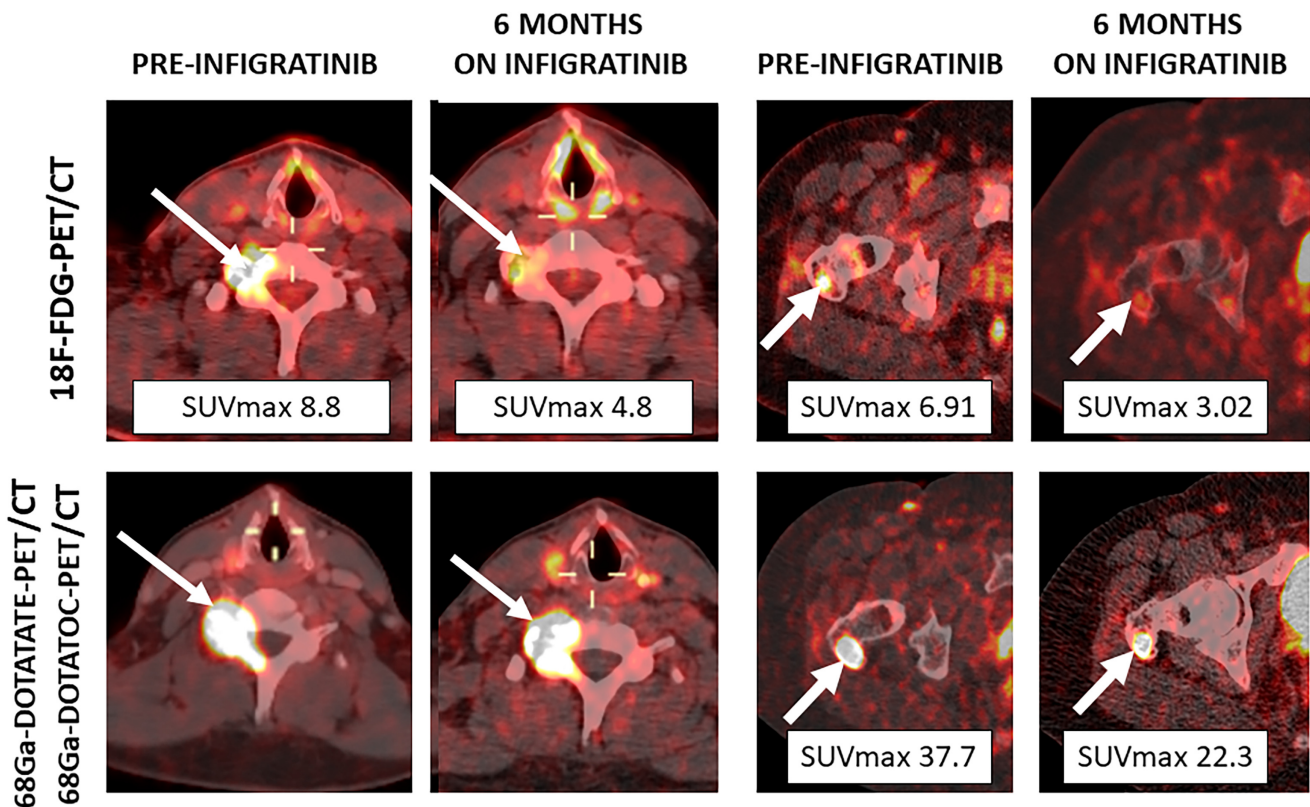 6 MONTHS
6 MONTHS
PRE-INFIGRATINIB
ON INFIGRATINIB
PRE-INFIGRATINIB
ON INFIGRATINIB
18F-FDG-PET/CT
SUVmax 8.8
SUVmax 4.8
SUVmax 6.91
SUVmax 3.02
68Ga-DOTATATE-PET/CT
68Ga-DOTATOC-PET/CT
SUVmax 37.7
SUVmax 22.3